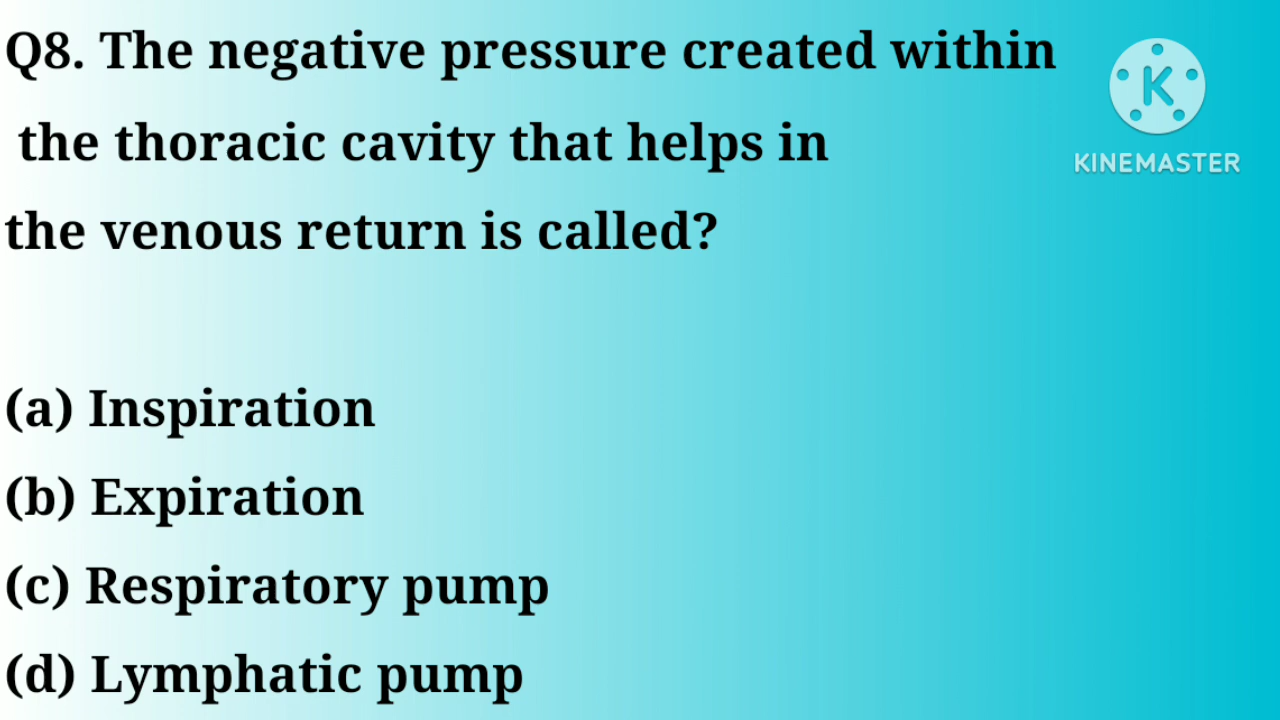 Q8. The negative pressure created within
the thoracic cavity that helps in
the venous return is called?
K
KINEMASTER
(a) Inspiration
(b) Expiration
(c) Respiratory pump
(d) Lymphatic pump